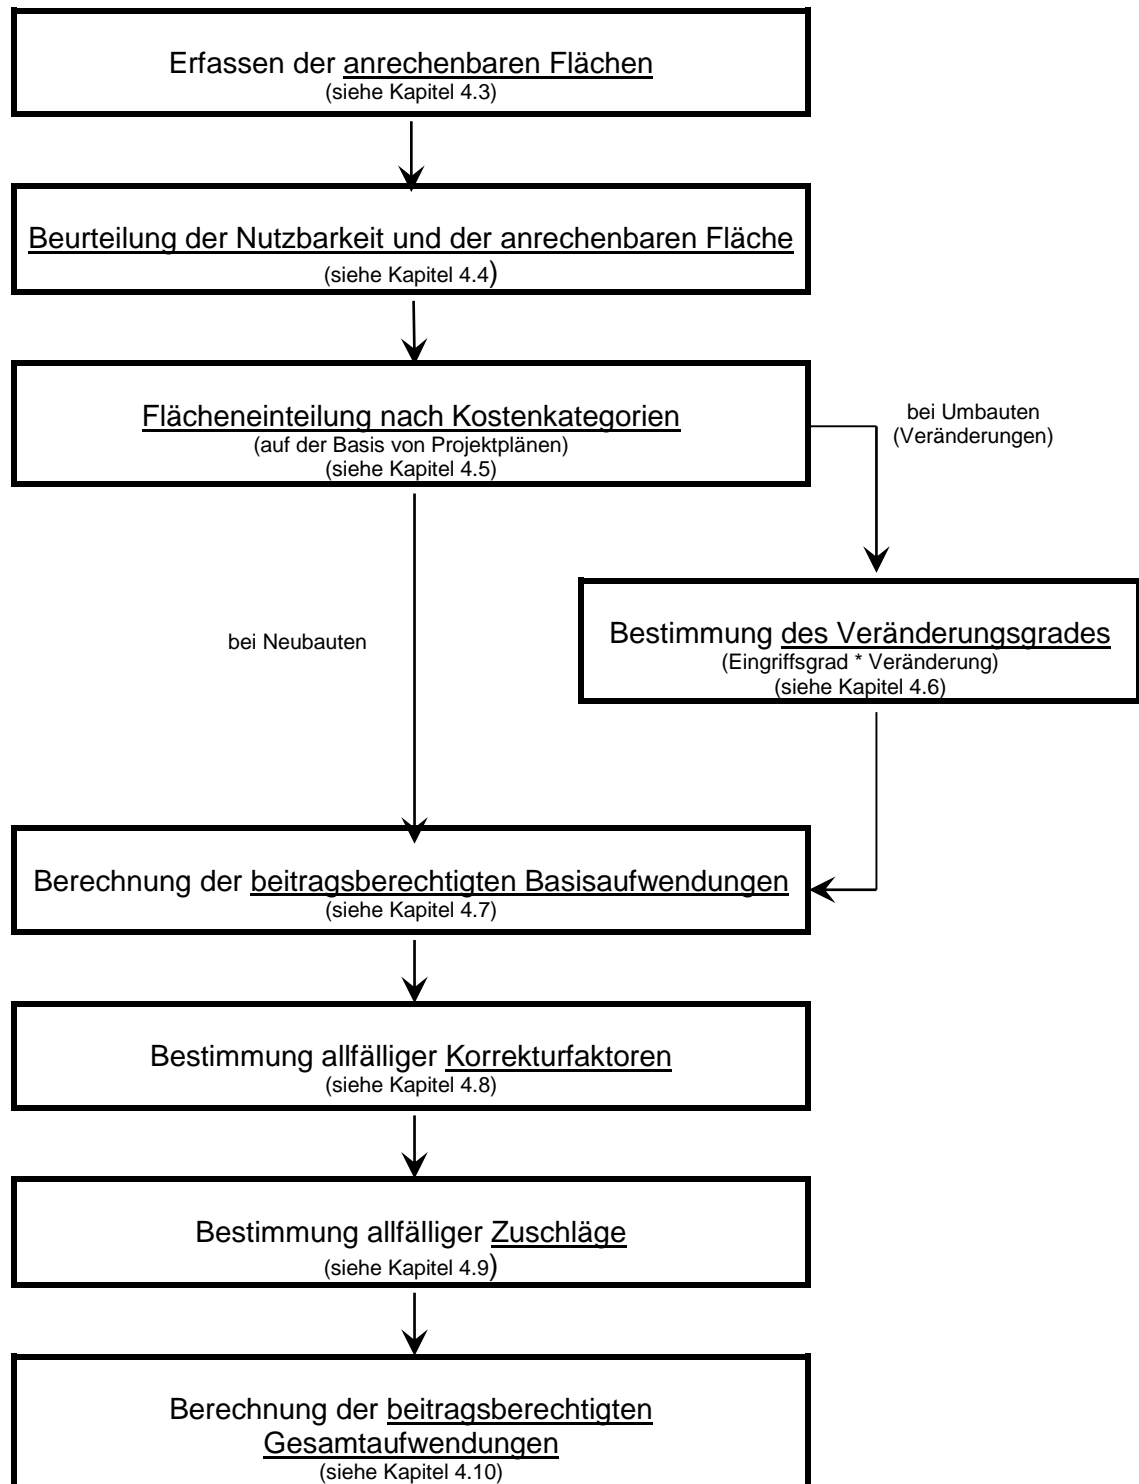 Erfassen der anrechenbaren Flächen
(siehe Kapitel 4.3)
Beurteilung der Nutzbarkeit und der anrechenbaren Fläche
(siehe Kapitel 4.4)
Flächeneinteilung nach Kostenkategorien
(auf der Basis von Projektplänen)
(siehe Kapitel 4.5)
bei Umbauten
(Veränderungen)
bei Neubauten
Bestimmung des Veränderungsgrades
(Eingriffsgrad * Veränderung)
(siehe Kapitel 4.6)
Berechnung der beitragsberechtigten Basisaufwendungen
(siehe Kapitel 4.7)
Bestimmung allfälliger Korrekturfaktoren
(siehe Kapitel 4.8)
Bestimmung allfälliger Zuschläge
(siehe Kapitel 4.9)
Berechnung der beitragsberechtigten
Gesamtaufwendungen
(siehe Kapitel 4.10)